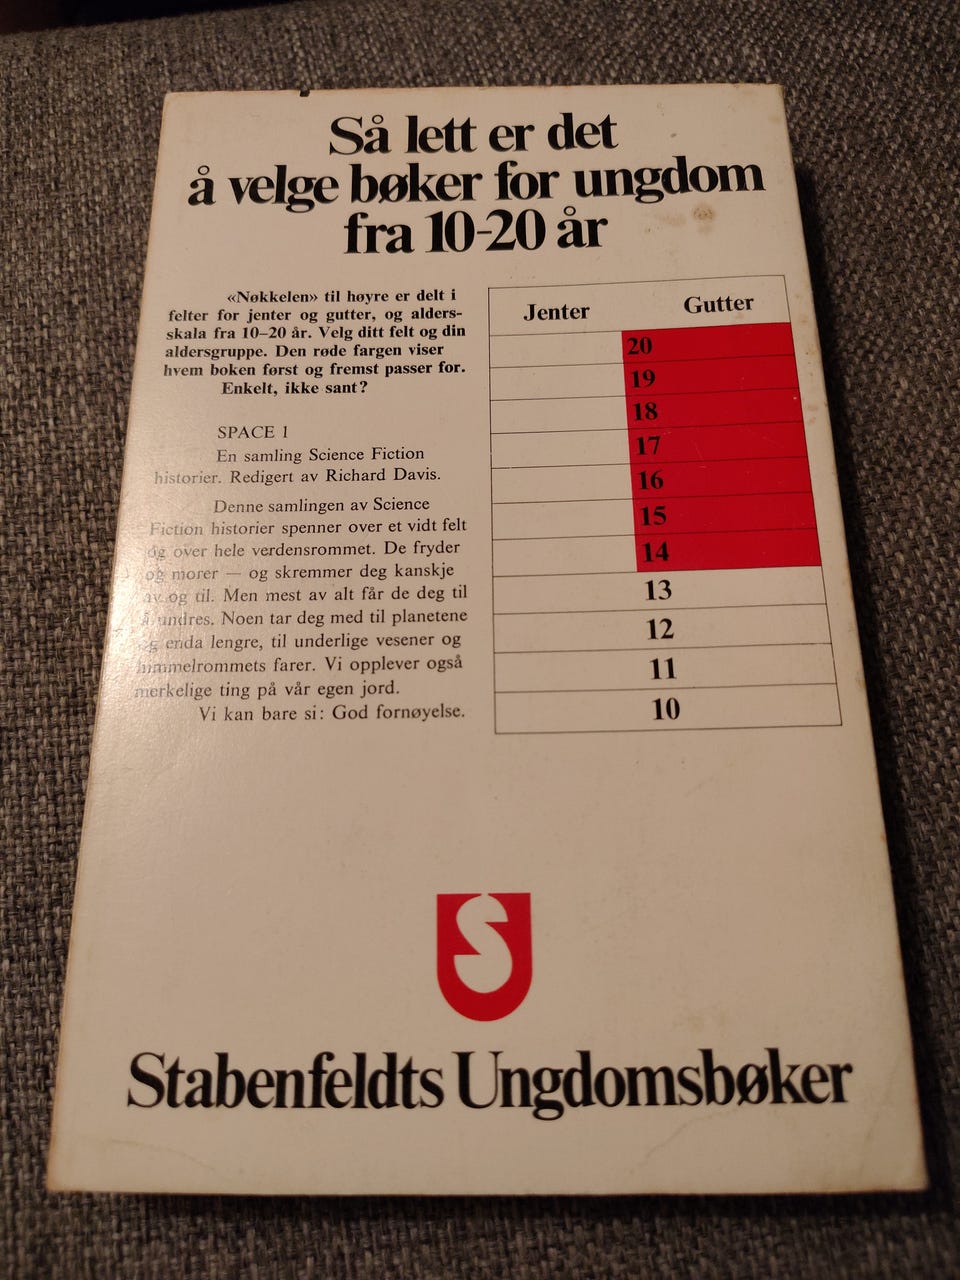 Så lett er det
å velge bøker for ungdom
fra 10-20 år
«Nøkkelen» til høyre er delt i
felter for jenter og gutter, og alders-
skala fra 10–20 år. Velg ditt felt og din
aldersgruppe. Den røde fargen viser
hvem boken først og fremst passer for.
Enkelt, ikke sant?
SPACE 1
En samling Science Fiction
historier. Redigert av Richard Davis.
Denne samlingen av Science
Fiction historier spenner over et vidt felt
og over hele verdensrommet. De fryder
og morer — og skremmer deg kanskje
av og til. Men mest av alt får de deg til
å undres. Noen tar deg med til planetene
og enda lengre, til underlige vesener og
himmelrommets farer. Vi opplever også
merkelige ting på vår egen jord.
Vi kan bare si: God fornøyelse.
Jenter Gutter
20
19
18
17
16
15
14
13
12
11
10
S
Stabenfeldts Ungdomsbøker